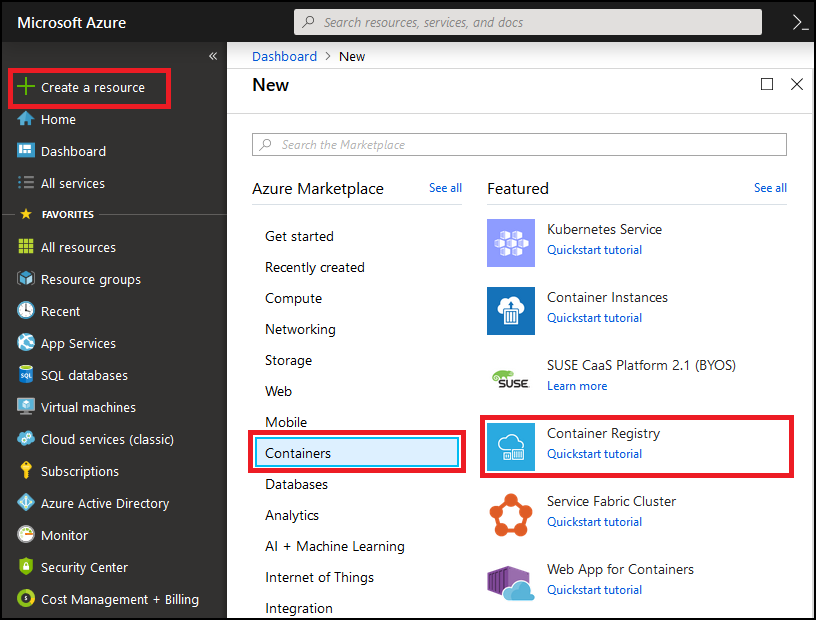 Microsoft Azure
Search resources, services, and docs
Create a resource
Home
Dashboard
All services
FAVORITES
All resources
Resource groups
Recent
App Services
SQL
SQL databases
Virtual machines
Cloud services (classic)
Subscriptions
Azure Active Directory
Monitor
Security Center
Cost Management + Billing
Dashboard > New
New
Search the Marketplace
Azure Marketplace
See all
Get started
Recently created
Compute
Networking
Storage
Web
Mobile
Containers
Databases
Analytics
AI + Machine Learning
Internet of Things
Integration
Featured
See all
Kubernetes Service
Quickstart tutorial
Container Instances
Quickstart tutorial
SUSE
SUSE CaaS Platform 2.1 (BYOS)
Learn more
Container Registry
Quickstart tutorial
Service Fabric Cluster
Quickstart tutorial
Web App for Containers
Quickstart tutorial